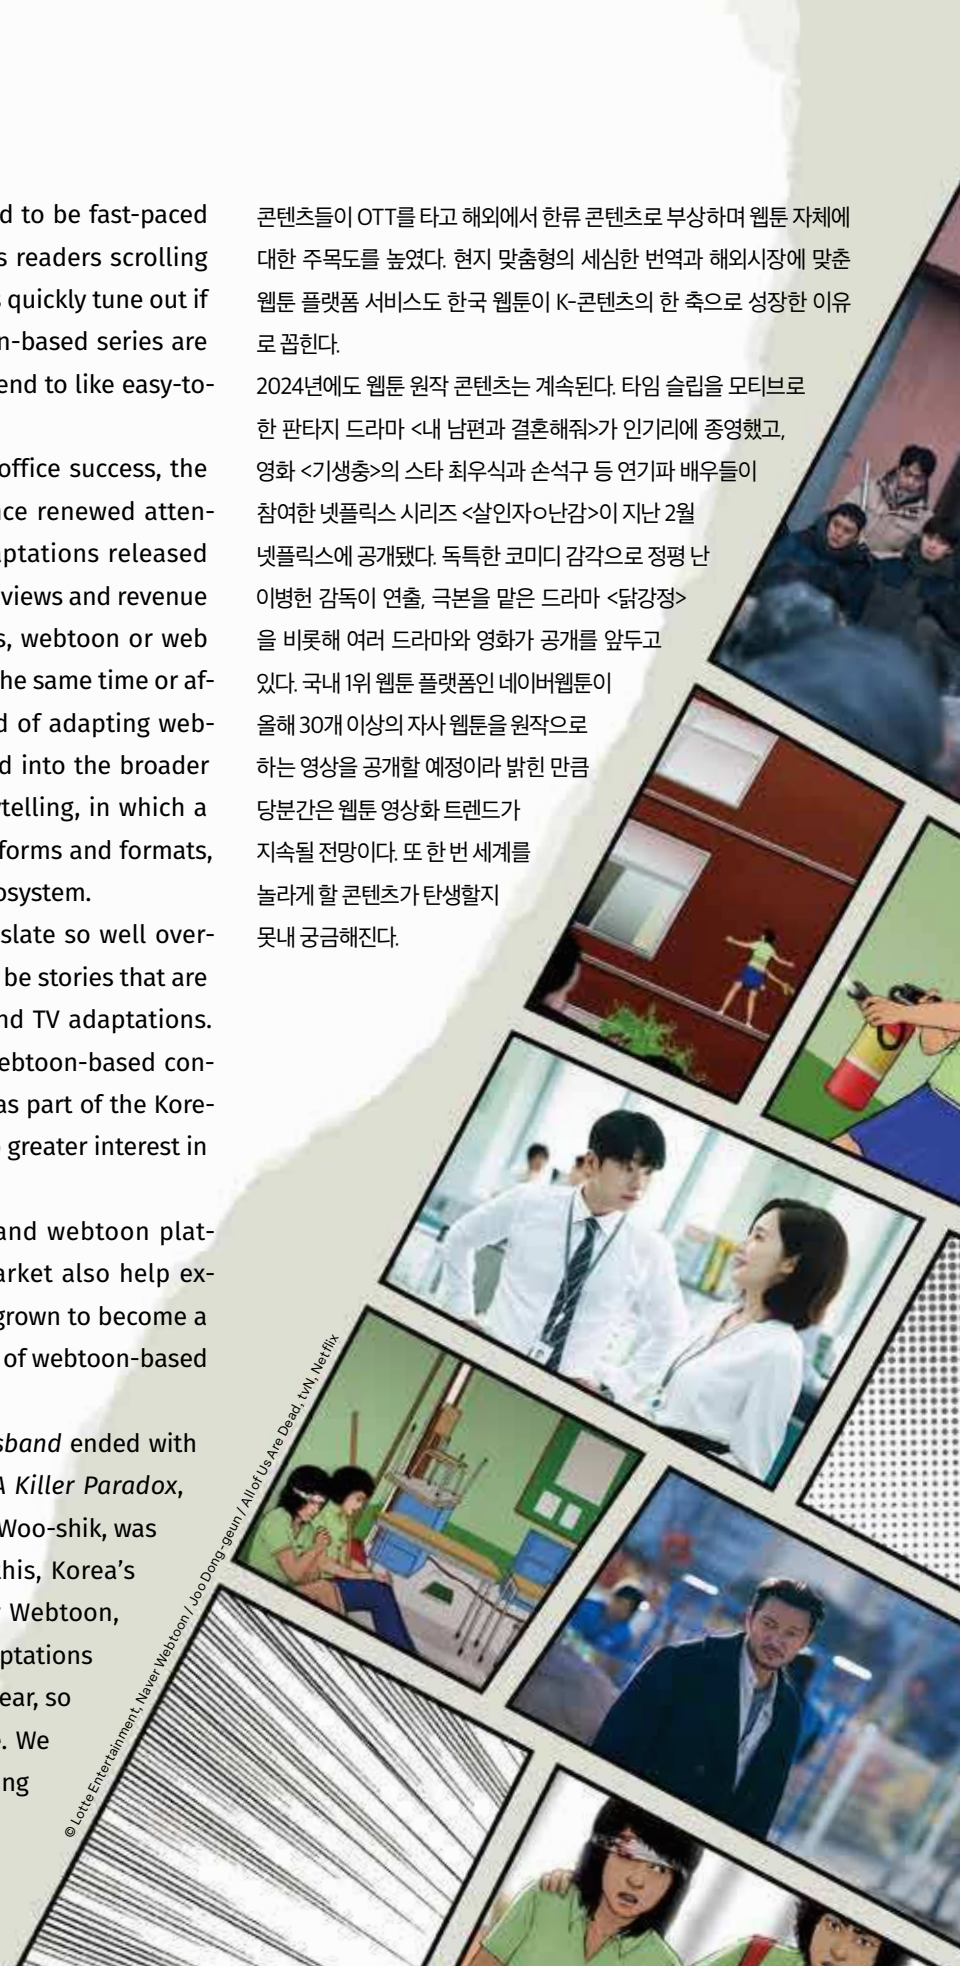 d to be fast-paced
s readers scrolling
s quickly tune out if
n-based series are
end to like easy-to-
office success, the
nce renewed atten-
aptations released
views and revenue
s, webtoon or web
he same time or af-
d of adapting web-
d into the broader
ytelling, in which a
forms and formats,
osystem.
slate so well over-
be stories that are
nd TV adaptations.
ebtoon-based con-
as part of the Kore-
greater interest in
and webtoon plat-
arket also help ex-
grown to become a
of webtoon-based
sband ended with
A Killer Paradox,
Woo-shik, was
this, Korea’s
Webtoon,
ptations
ear, so
. We
ng
콘텐츠들이 OTT를 타고 해외에서 한류 콘텐츠로 부상하며 웹툰 자체에
대한 주목도를 높였다. 현지 맞춤형의 세심한 번역과 해외시장에 맞춘
웹툰 플랫폼 서비스도 한국 웹툰이 K-콘텐츠의 한 축으로 성장한 이유
로 꼽힌다.
2024년에도 웹툰 원작 콘텐츠는 계속된다. 타임 슬립을 모티브로
한 판타지 드라마 <내 남편과 결혼해줘>가 인기리에 종영했고,
영화 <기생충>의 스타 최우식과 손석구 등 연기파 배우들이
참여한 넷플릭스 시리즈 <살인자ㅇ난감>이 지난 2월
넷플릭스에 공개됐다. 독특한 코미디 감각으로 정평 난
이병헌 감독이 연출, 극본을 맡은 드라마 <닭강정>
을 비롯해 여러 드라마와 영화가 공개를 앞두고
있다. 국내 1위 웹툰 플랫폼인 네이버웹툰이
올해 30개 이상의 자사 웹툰을 원작으로
하는 영상을 공개할 예정이라 밝힌 만큼
당분간은 웹툰 영상화 트렌드가
지속될 전망이다. 또 한 번 세계를
놀라게 할 콘텐츠가 탄생할지
못내 궁금해진다.
© Lotte Entertainment, Naver Webtoon / Joo Dong-geun / All of Us Are Dead, tvN, Netflix